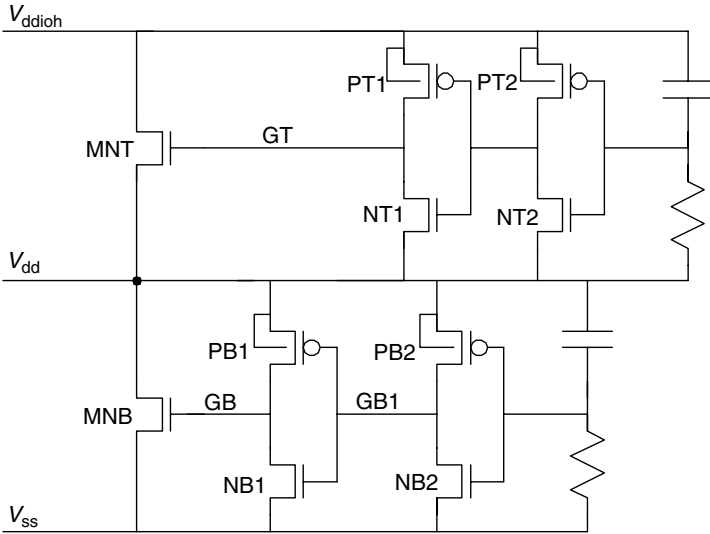 Vddioh
PT1
PT2
GT
MNT
NT1
NT2
Vdd
PB1
PB2
GB
GB1
MNB
NB1
NB2
Vss